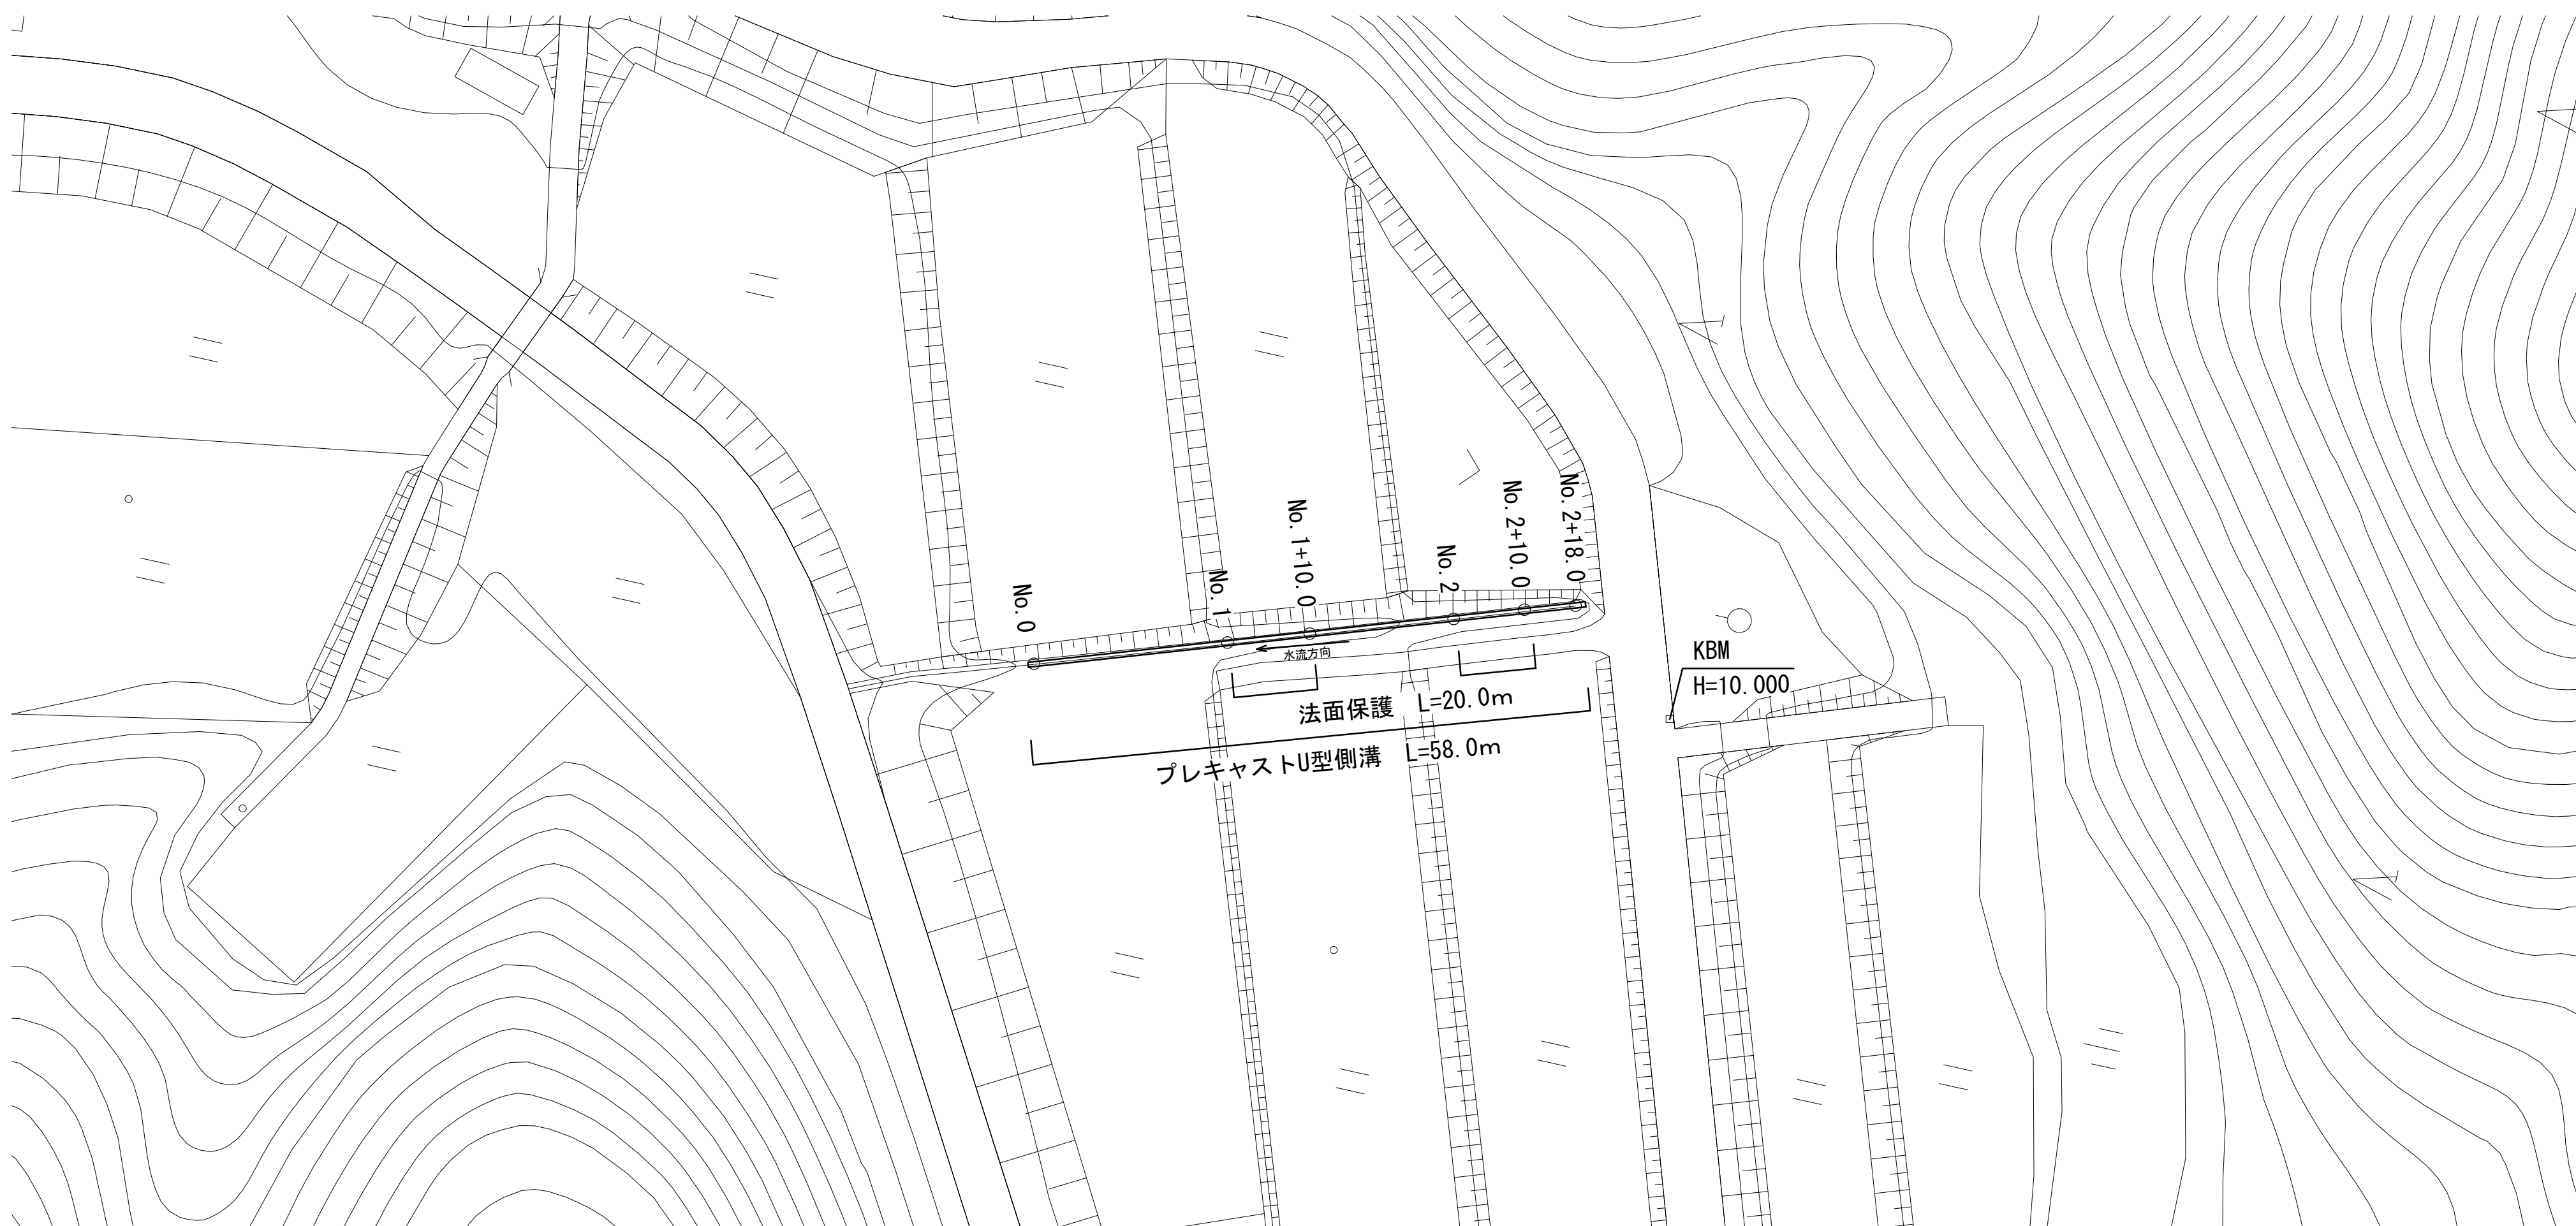 No.0
No.1
No.1+10.0
No.2
No.2+10.0
No.2+18.0
水流方向
KBM
H=10.000
法面保護 L=20.0m
プレキャストU型側溝 L=58.0m